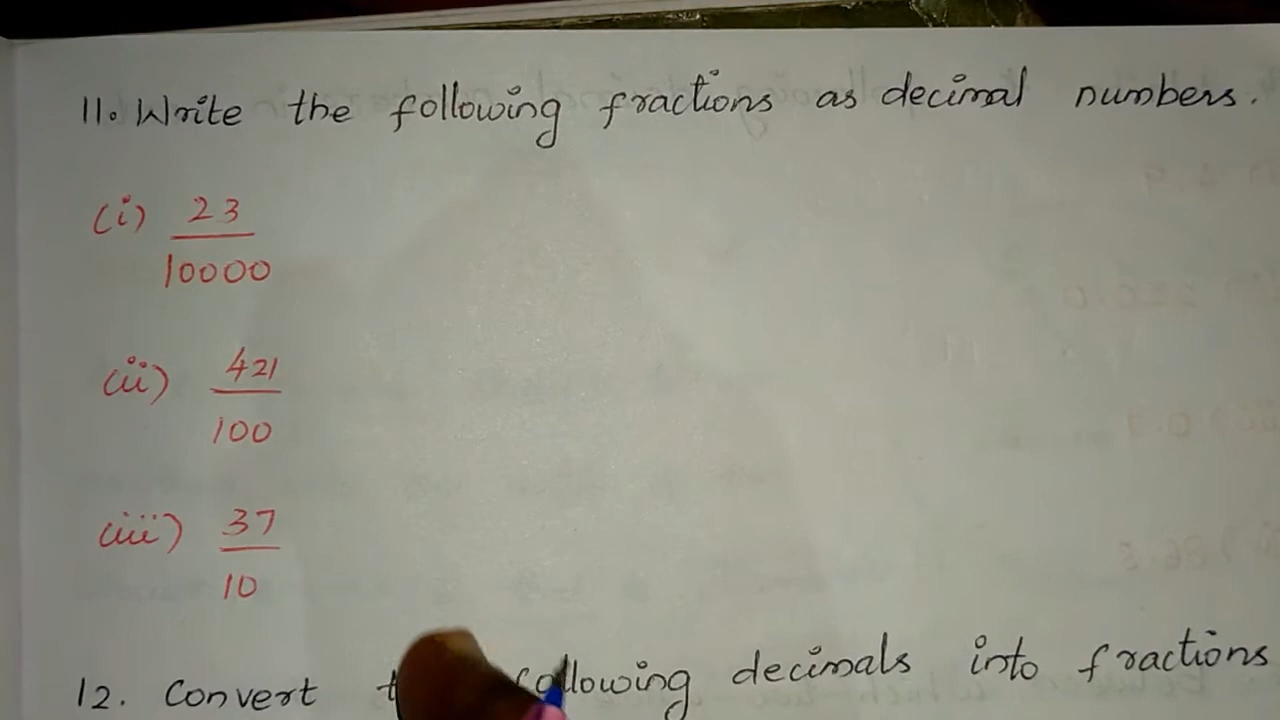 11. Write the following fractions as decimal numbers.
(i) 23
10000
(ii) 421
100
(iii) 37
10
12. Convert following decimals into fractions